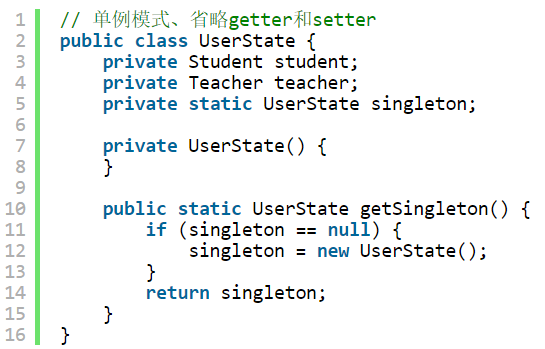 1 // 单例模式、省略getter和setter
2 public class UserState {
3     private Student student;
4     private Teacher teacher;
5     private static UserState singleton;
6
7     private UserState() {
8     }
9
10     public static UserState getSingleton() {
11         if (singleton == null) {
12             singleton = new UserState();
13         }
14         return singleton;
15     }
16 }